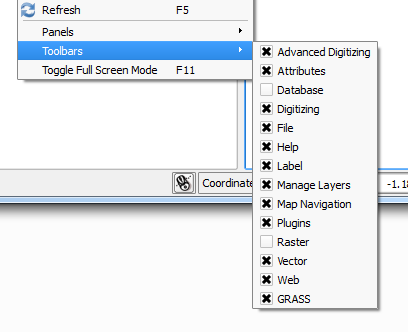 Refresh F5
Panels
Toolbars
Toggle Full Screen Mode F11
Advanced Digitizing
Attributes
Database
Digitizing
File
Help
Label
Manage Layers
Map Navigation
Plugins
Raster
Vector
Web
GRASS
Coordinate
-1.18